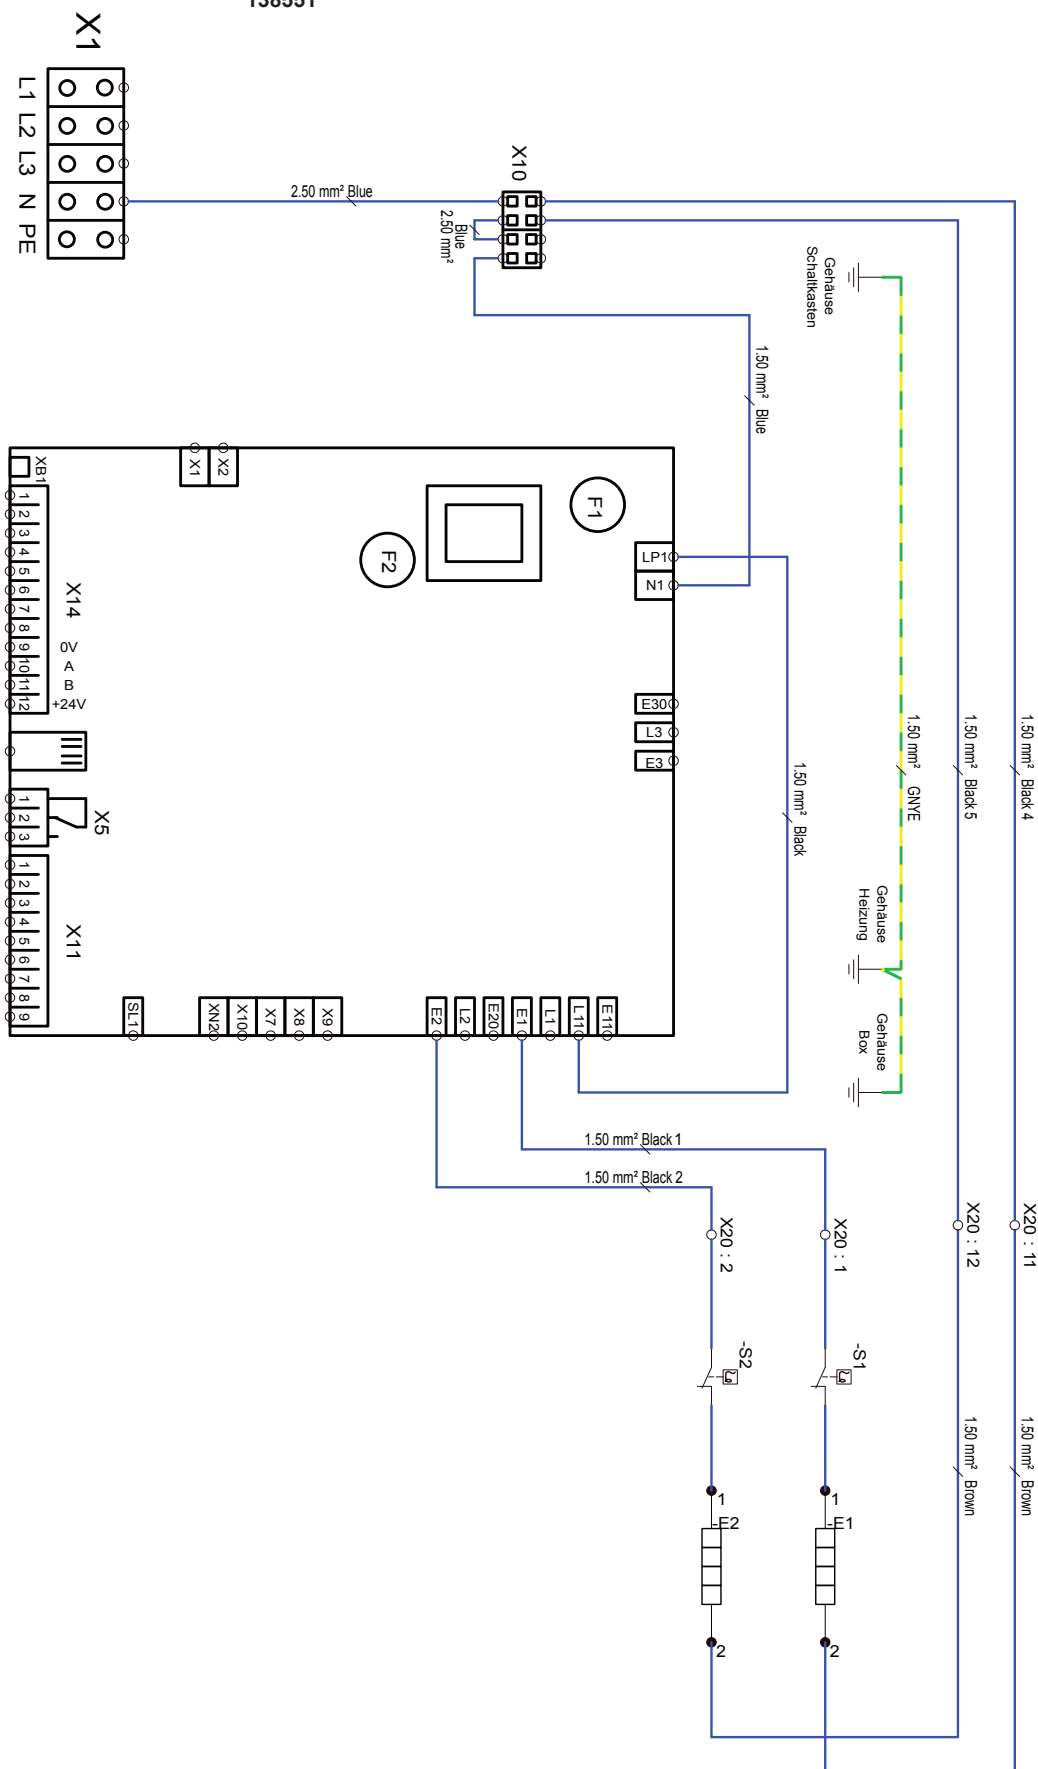 138551
X1
L1
L2
L3
N
PE
2.50 mm² Blue
X10
Blue
2.50 mm²
1.50 mm² Blue
Gehäuse
Schaltkasten
1.50 mm² GNYE
1.50 mm² Black 5
1.50 mm² Black 4
1.50 mm² Black
Gehäuse
Heizung
Gehäuse
Box
XB1
X1
X2
F1
F2
LP1
N1
E30
L3
E3
X14
1
2
3
4
5
6
7
8
9
10
11
12
0V
A
B
+24V
X5
1
2
3
X11
1
2
3
4
5
6
7
8
9
SL1
XN2
X10
X7
X8
X9
E2
L2
E20
E1
L1
L11
E11
1.50 mm² Black 1
1.50 mm² Black 2
X20 : 2
X20 : 1
X20 : 12
X20 : 11
-S2
-S1
1.50 mm² Brown
1.50 mm² Brown
1
-E2
2
1
-E1
2